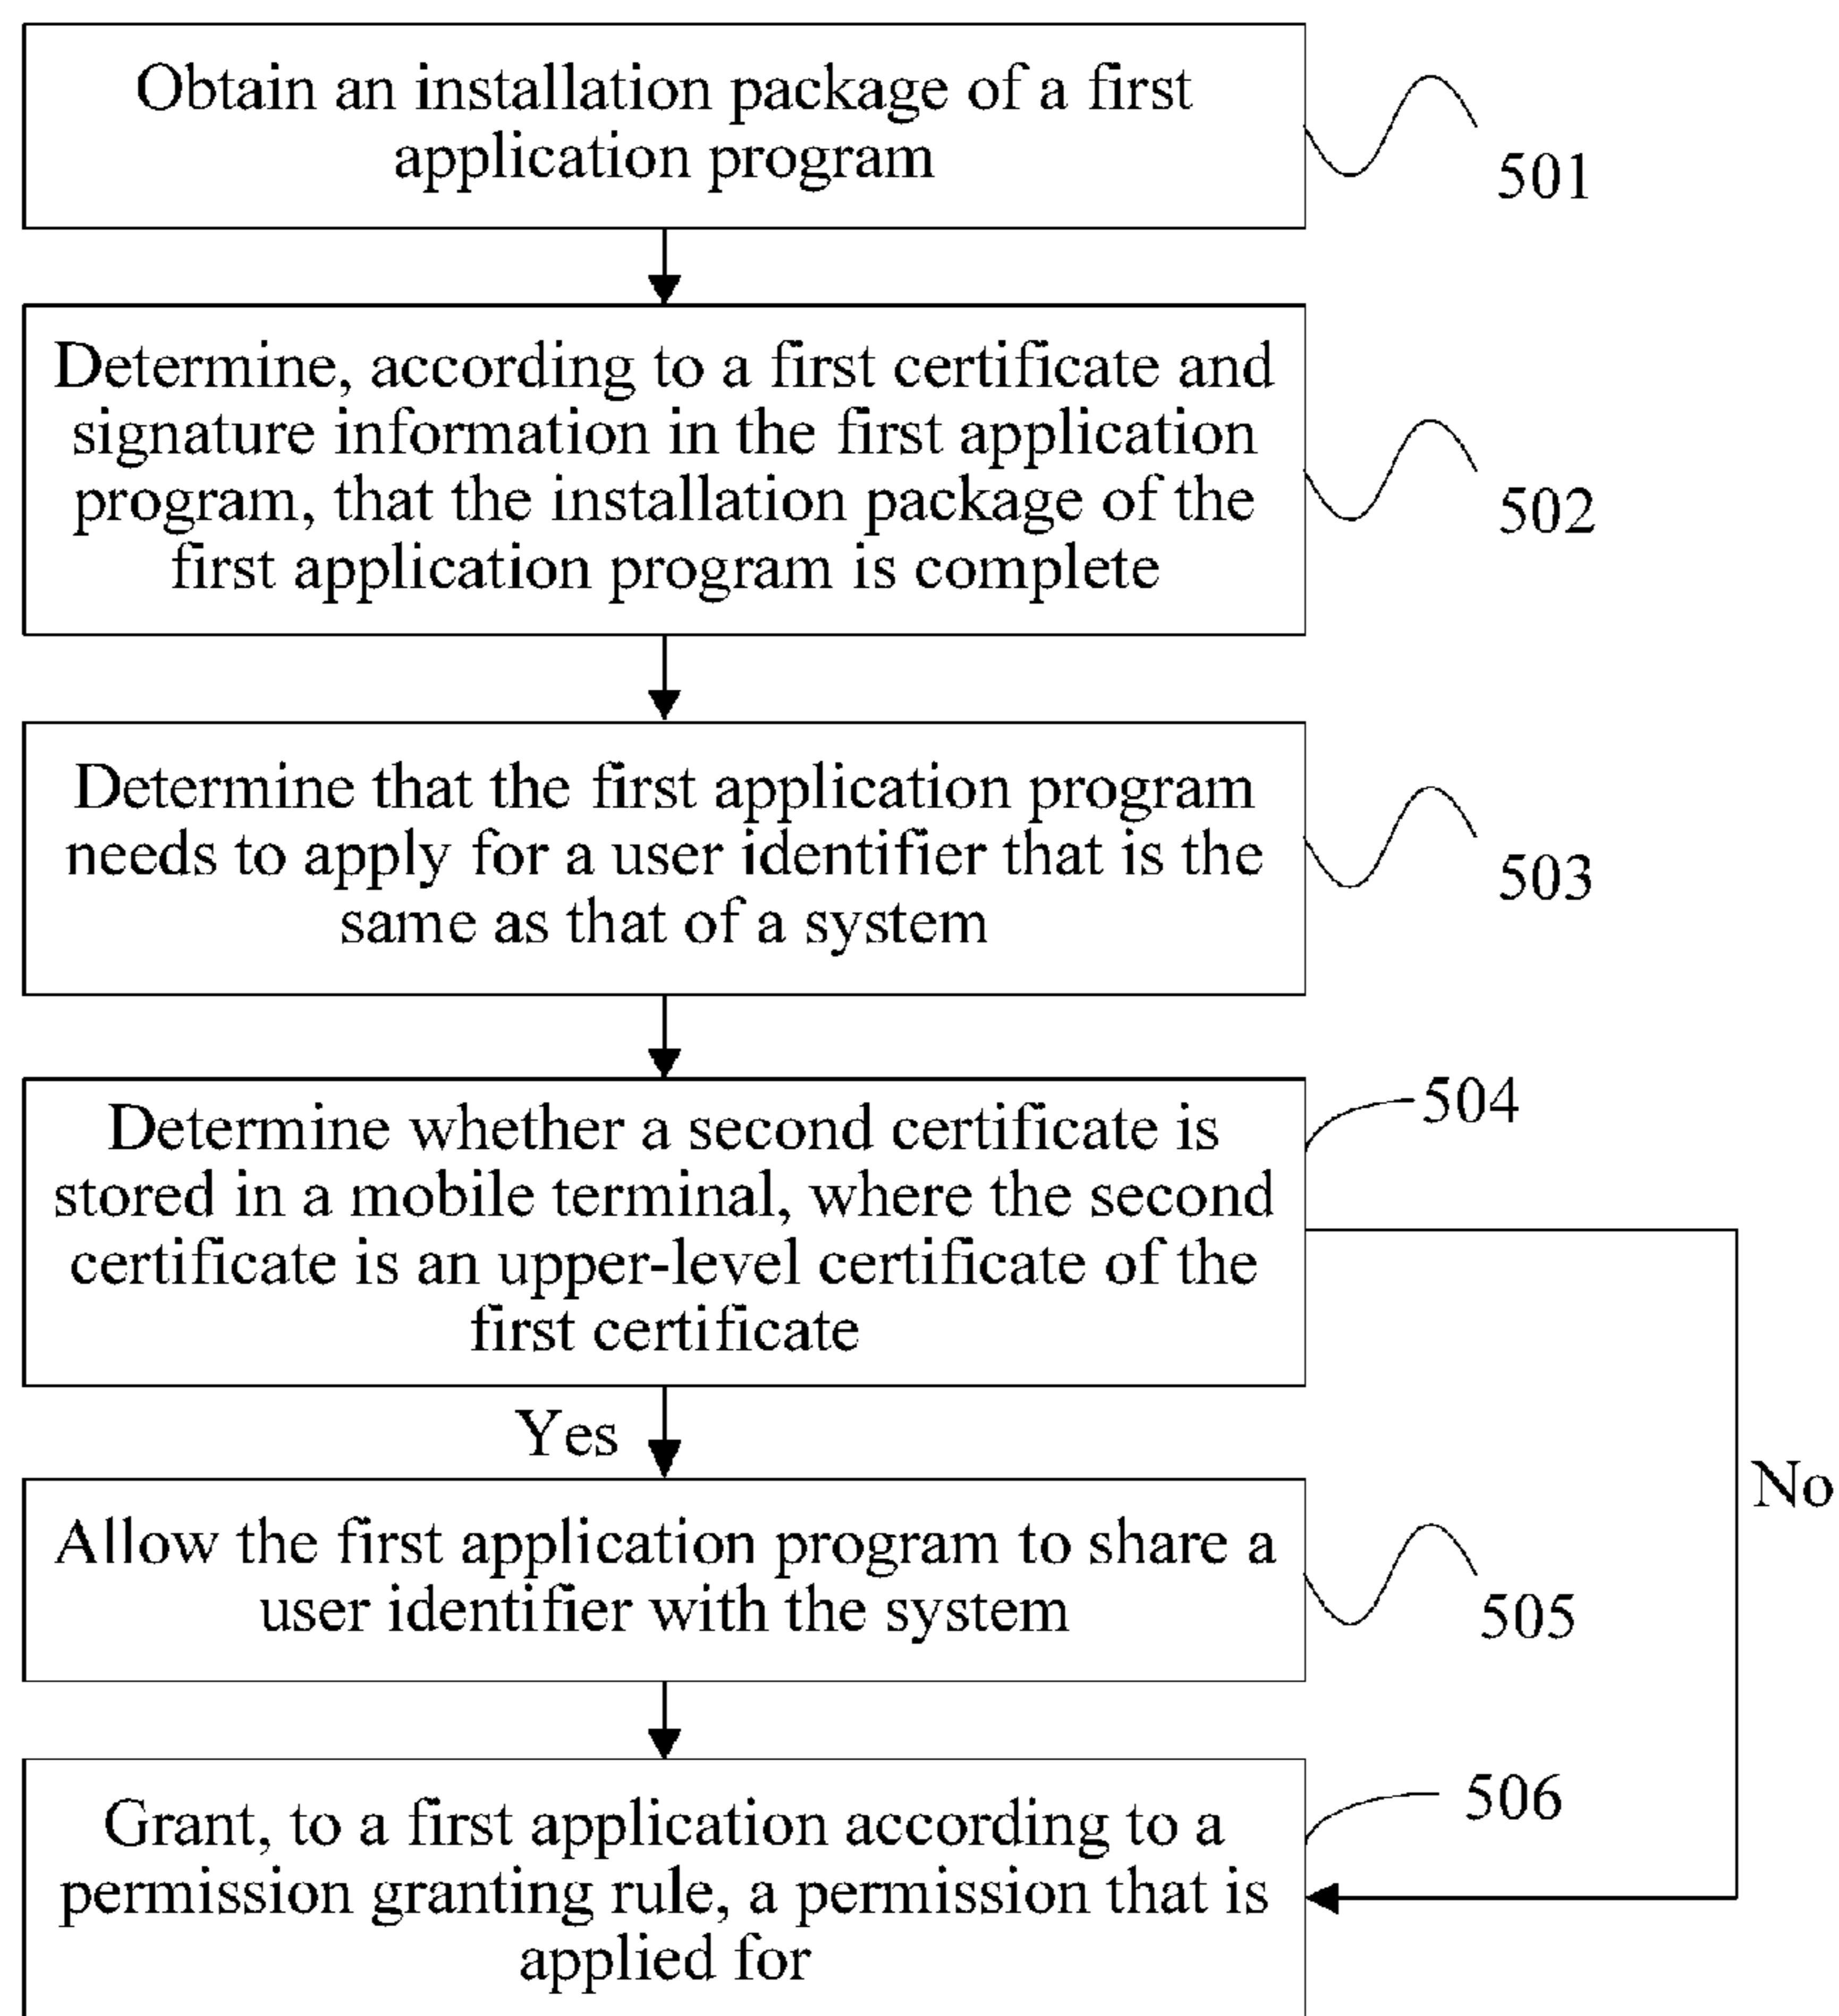 Obtain an installation package of a first
application program
501
Determine, according to a first certificate and
signature information in the first application
program, that the installation package of the
first application program is complete
502
Determine that the first application program
needs to apply for a user identifier that is the
same as that of a system
503
Determine whether a second certificate is
stored in a mobile terminal, where the second
certificate is an upper-level certificate of the
first certificate
504
Yes
No
Allow the first application program to share a
user identifier with the system
505
Grant, to a first application according to a
permission granting rule, a permission that is
applied for
506